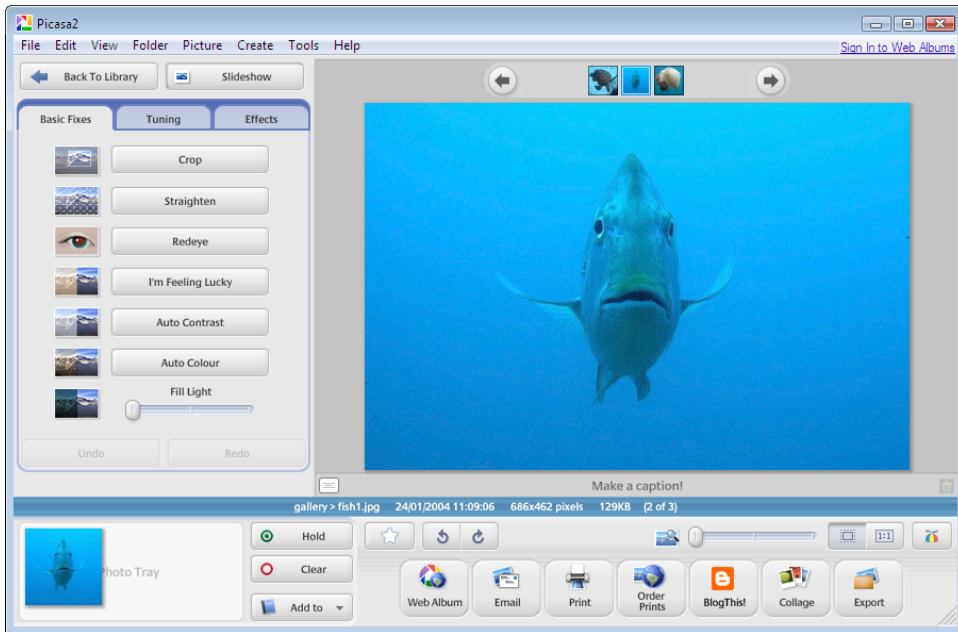 Picasa2
File Edit View Folder Picture Create Tools Help
Sign In to Web Albums
Back To Library
Slideshow
Basic Fixes
Tuning
Effects
Crop
Straighten
Redeye
I'm Feeling Lucky
Auto Contrast
Auto Colour
Fill Light
Undo
Redo
Make a caption!
gallery > fish1.jpg 24/01/2004 11:09:06 686x462 pixels 129KB (2 of 3)
Photo Tray
Hold
Clear
Add to
1:1
Web Album
Email
Print
Order
Prints
BlogThis!
Collage
Export